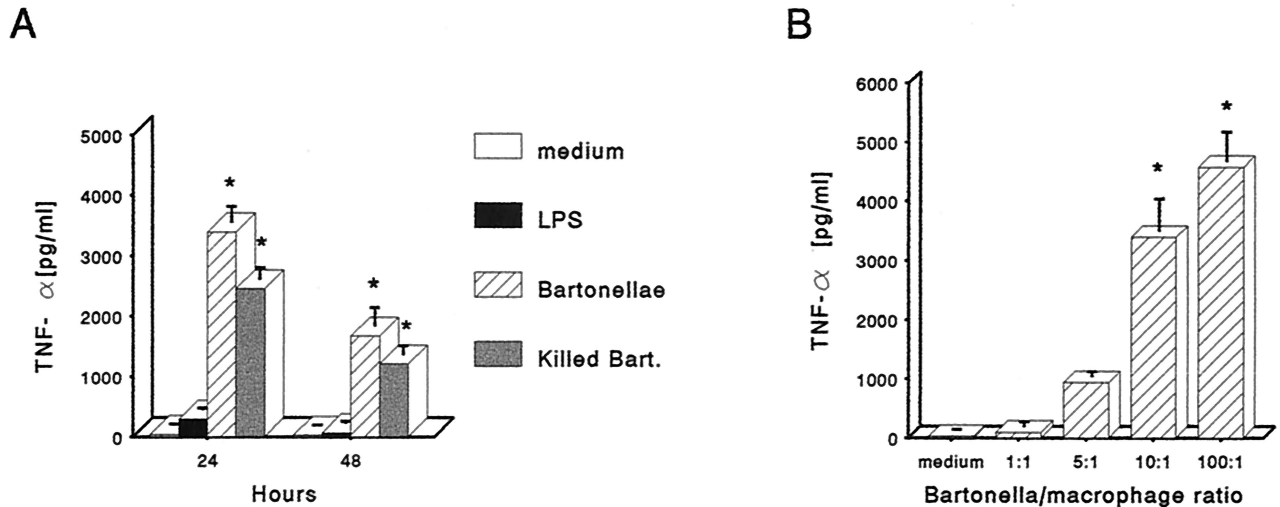 A
TNF- α [pg/ml]
5000
4000
3000
2000
1000
0
*
*
*
*
24
48
Hours
medium
LPS
Bartonellae
Killed Bart.
B
TNF-α [pg/ml]
6000
5000
4000
3000
2000
1000
0
*
*
medium
1:1
5:1
10:1
100:1
Bartonella/macrophage ratio